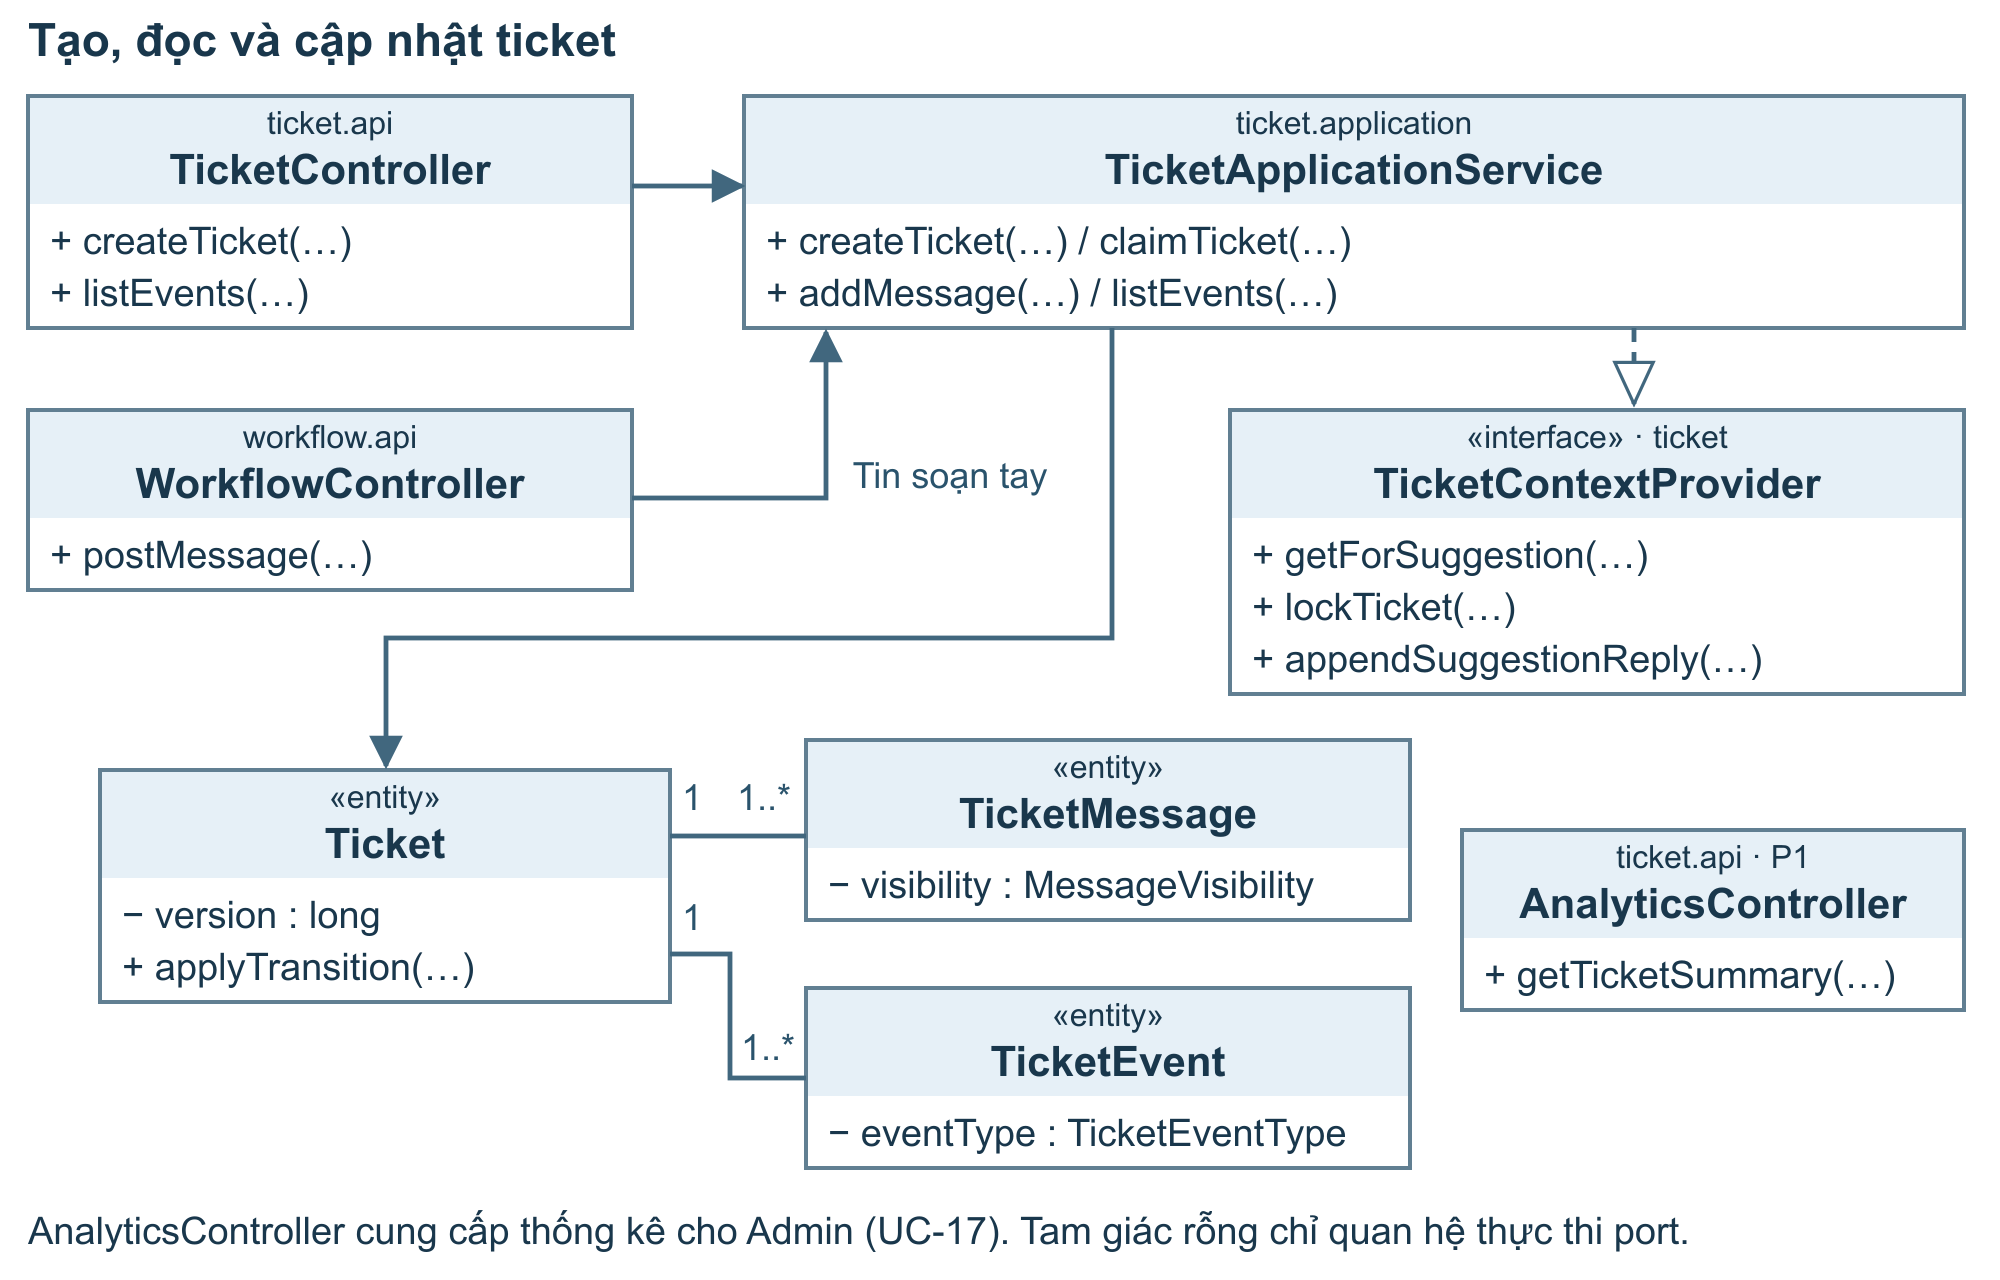 Tạo, đọc và cập nhật ticket
ticket.api
TicketController
+ createTicket(…)
+ listEvents(…)
ticket.application
TicketApplicationService
+ createTicket(…) / claimTicket(…)
+ addMessage(…) / listEvents(…)
workflow.api
WorkflowController
+ postMessage(…)
Tin soạn tay
«interface» · ticket
TicketContextProvider
+ getForSuggestion(…)
+ lockTicket(…)
+ appendSuggestionReply(…)
«entity»
Ticket
− version : long
+ applyTransition(…)
1 1..*
«entity»
TicketMessage
− visibility : MessageVisibility
1
1..*
«entity»
TicketEvent
− eventType : TicketEventType
ticket.api · P1
AnalyticsController
+ getTicketSummary(…)
AnalyticsController cung cấp thống kê cho Admin (UC-17). Tam giác rỗng chỉ quan hệ thực thi port.